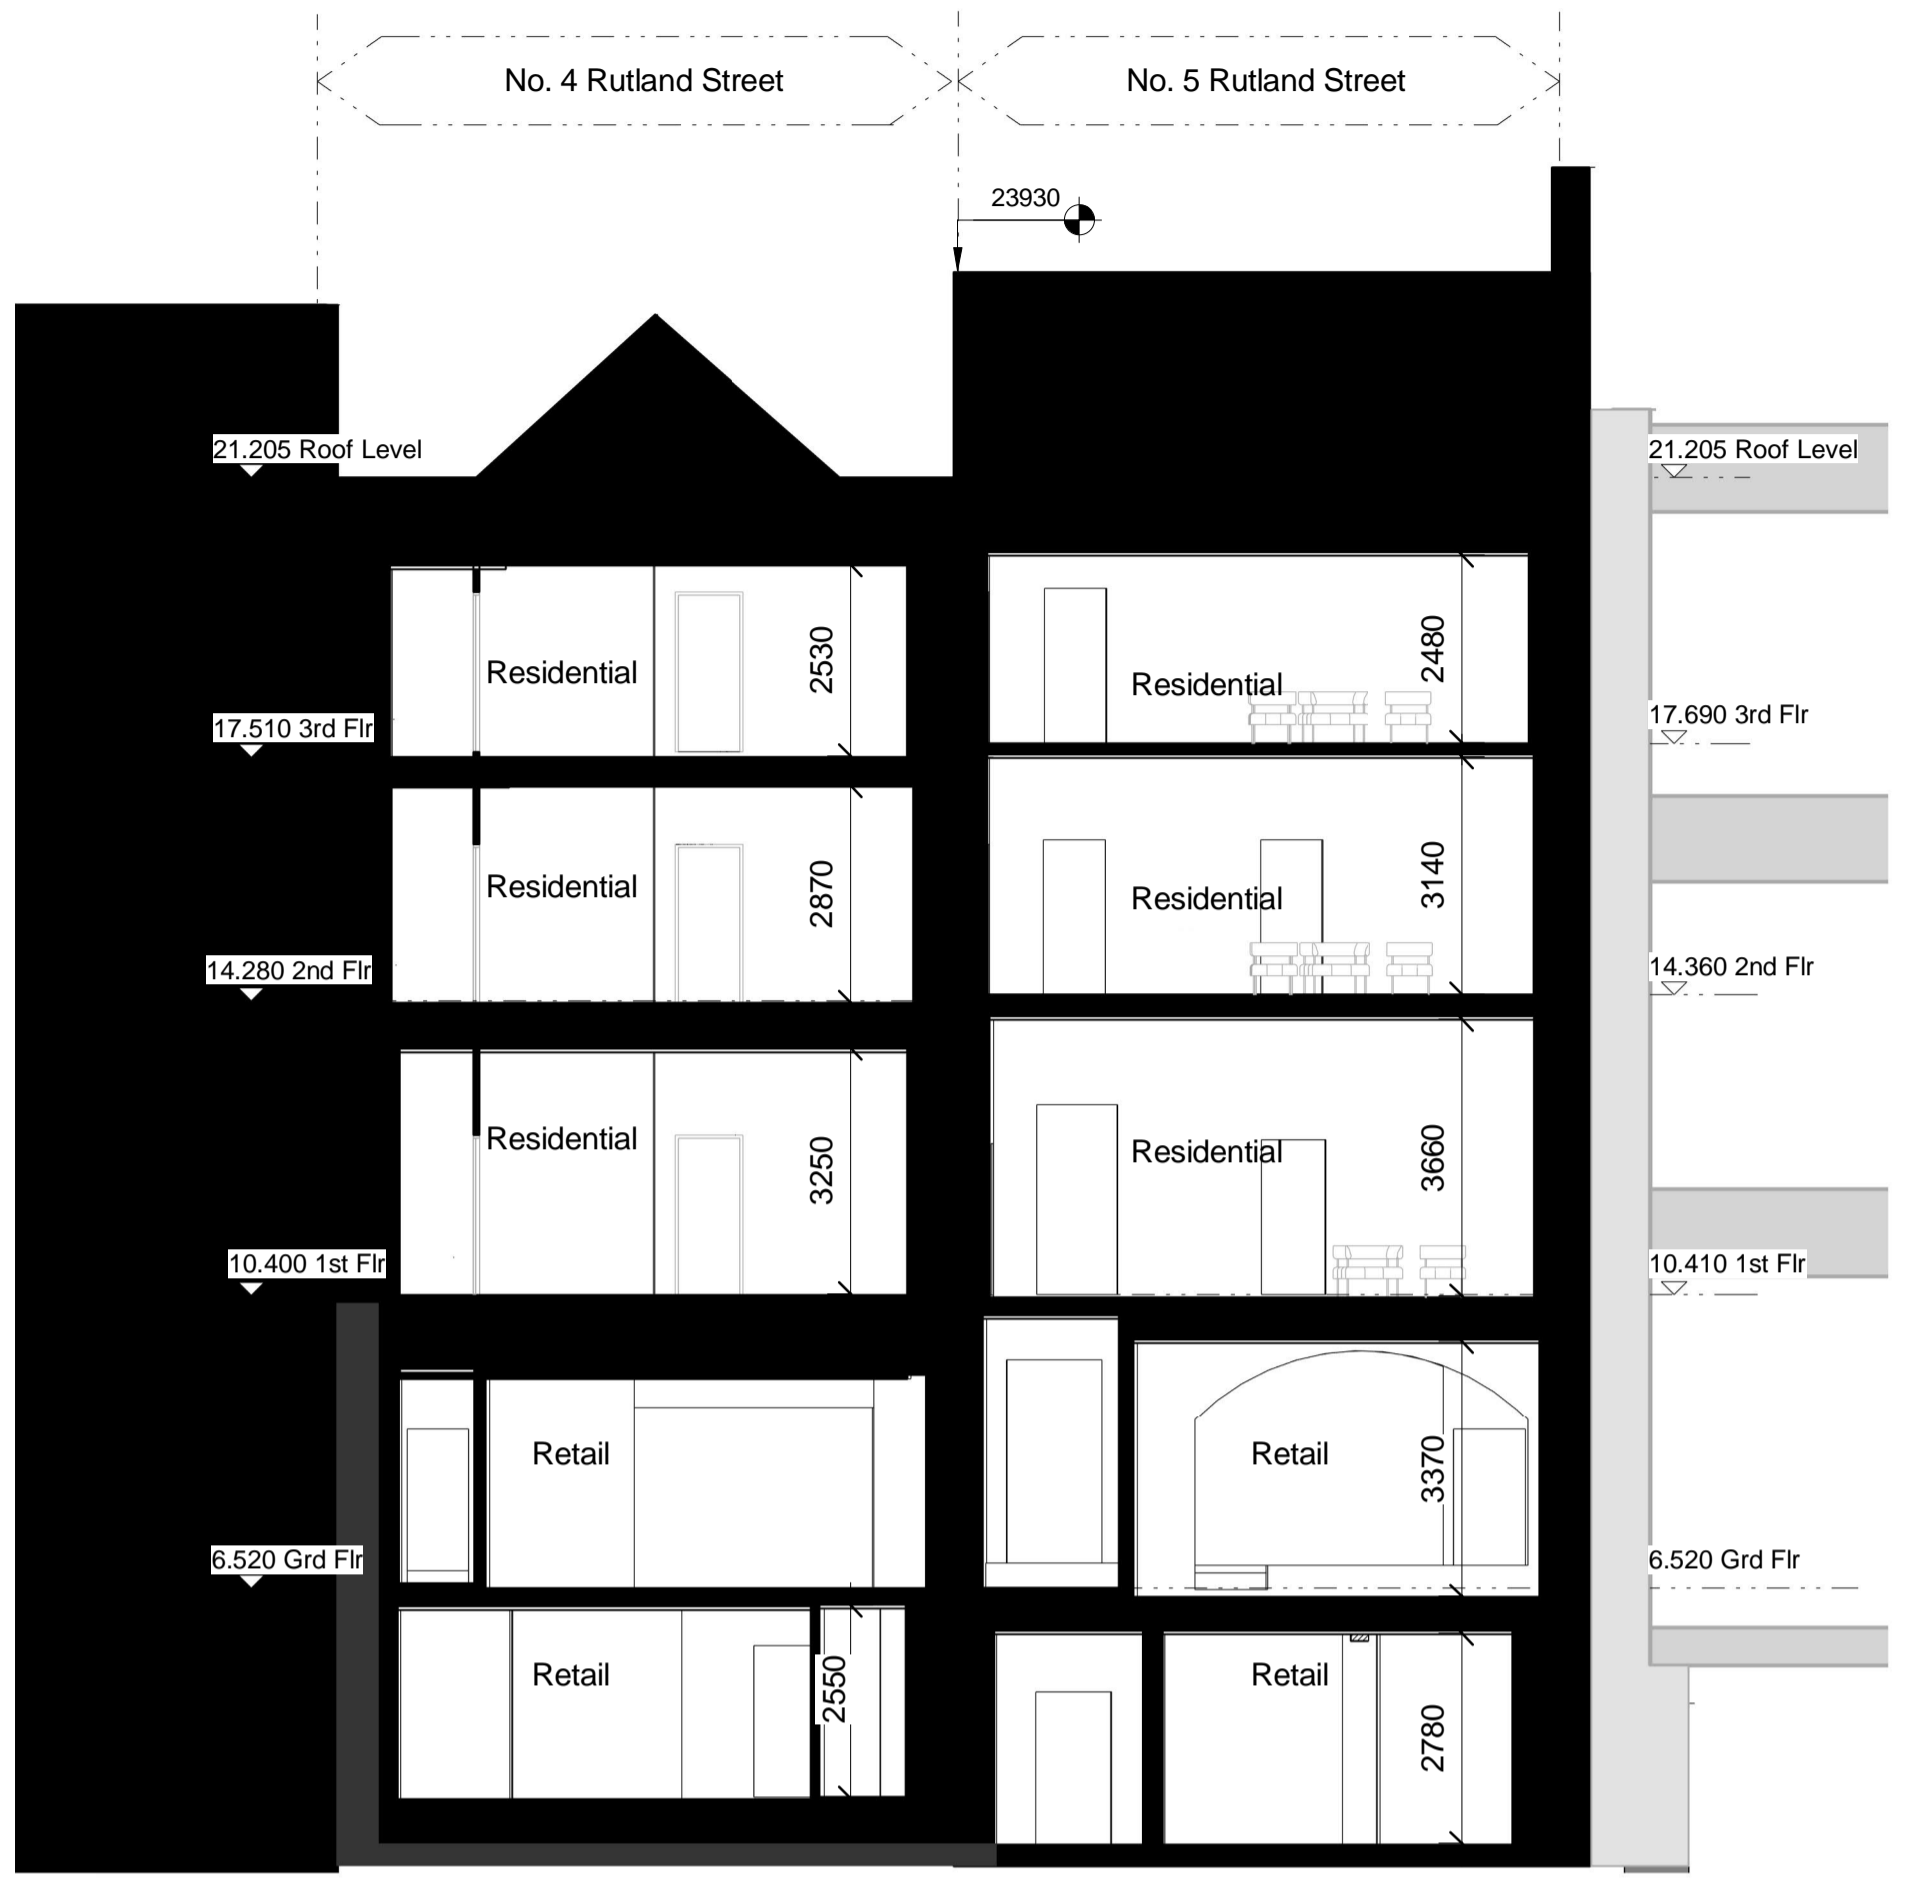 No. 4 Rutland Street
No. 5 Rutland Street
23930
21.205 Roof Level
21.205 Roof Level
Residential
2530
Residential
2480
17.510 3rd Flr
17.690 3rd Flr
Residential
2870
Residential
3140
14.280 2nd Flr
14.360 2nd Flr
Residential
3250
Residential
3660
10.400 1st Flr
10.410 1st Flr
Retail
Retail
3370
6.520 Grd Flr
6.520 Grd Flr
Retail
2550
Retail
2780